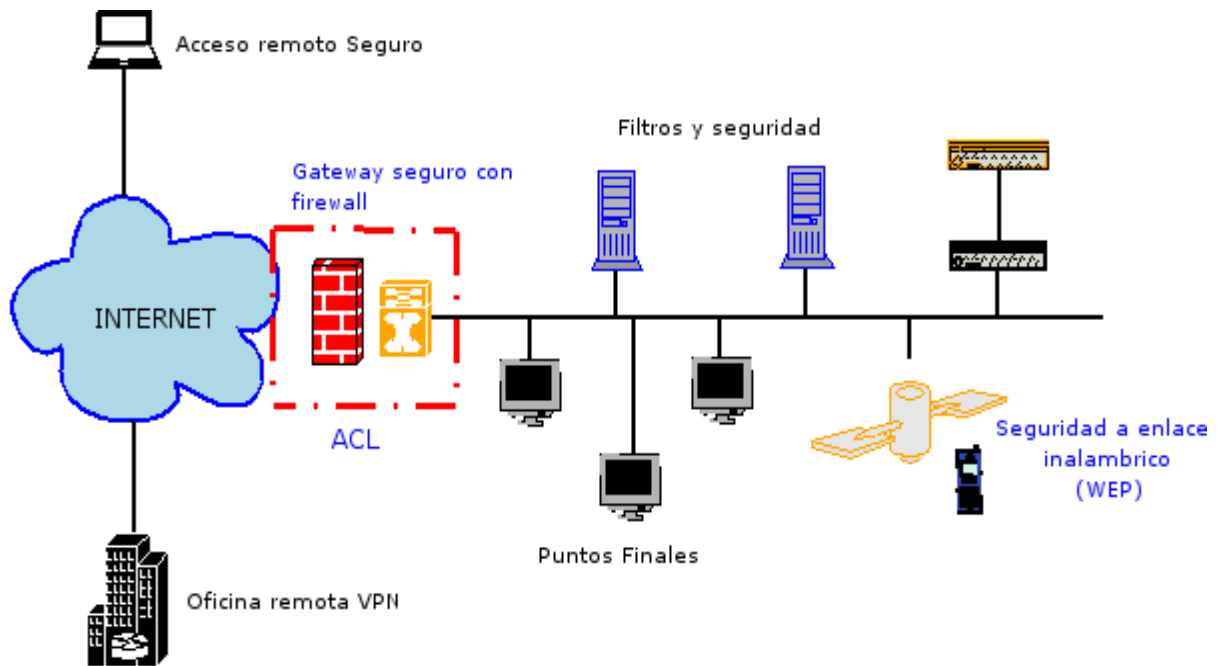 Acceso remoto Seguro
Filtros y seguridad
Gateway seguro con
firewall
INTERNET
ACL
Seguridad a enlace
inalambrico
(WEP)
Puntos Finales
Oficina remota VPN